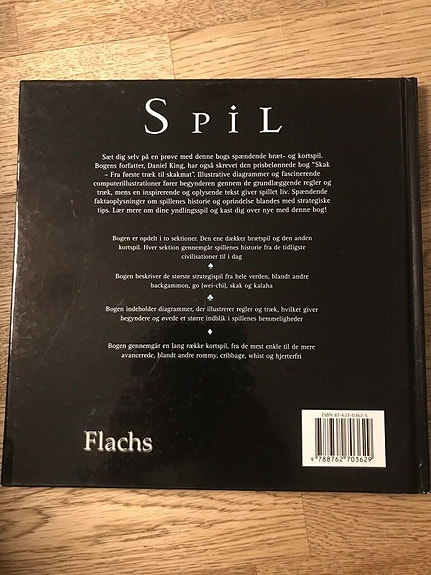 SPiL
Sæt dig selv på en prøve med denne bogs spændende bræt- og kortspil.
Bogens forfatter, Daniel King, har også skrevet den prisbelønnede bog "Skak
– Fra første træk til skakmat". Illustrative diagrammer og fascinerende
computerillustrationer fører begynderen gennem de grundlæggende regler og
træk, mens en inspirerende og oplysende tekst giver spillet liv. Spændende
faktaoplysninger om spillenes historie og oprindelse blandes med strategiske
tips. Lær mere om dine yndlingsspil og kast dig over nye med denne bog!
Bogen er opdelt i to sektioner. Den ene dækker brætspil og den anden
kortspil. Hver sektion gennemgår spillenes historie fra de tidligste
civilisationer til i dag
Bogen beskriver de største strategispil fra hele verden, blandt andre
backgammon, go (wei-chi), skak og kalaha
Bogen indeholder diagrammer, der illustrerer regler og træk, hvilket giver
begyndere og øvede et større indblik i spillenes hemmeligheder
Bogen gennemgår en lang række kortspil, fra de mest enkle til de mere
avancerede, blandt andre rommy, cribbage, whist og hjerterfri
Flachs
ISBN 87-627-0362-5
9 788762 703629